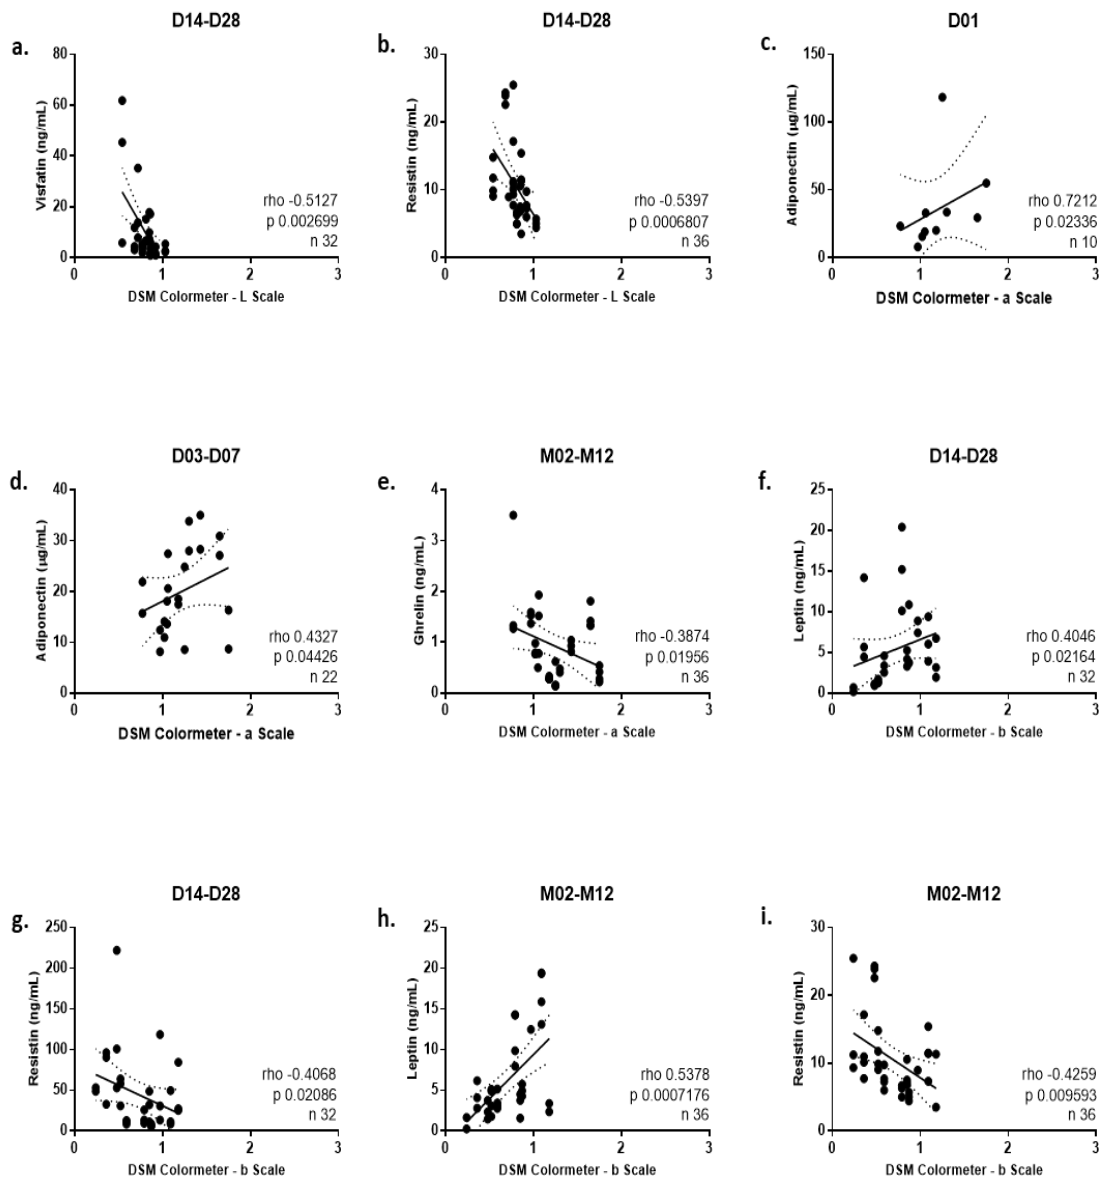 D14-D28
a.
80
60
40
20
0
Visfatin (ng/mL)
rho -0.5127
p 0.002699
n 32
0 1 2 3
DSM Colormeter - L Scale
D14-D28
b.
30
20
10
0
Resistin (ng/mL)
rho -0.5397
p 0.0006807
n 36
0 1 2 3
DSM Colormeter - L Scale
D01
c.
150
100
50
0
Adiponectin (µg/mL)
rho 0.7212
p 0.02336
n 10
0 1 2 3
DSM Colormeter - a Scale
D03-D07
d.
40
30
20
10
0
Adiponectin (µg/mL)
rho 0.4327
p 0.04426
n 22
0 1 2 3
DSM Colormeter - a Scale
M02-M12
e.
4
3
2
1
0
Ghrelin (ng/mL)
rho -0.3874
p 0.01956
n 36
0 1 2 3
DSM Colormeter - a Scale
D14-D28
f.
25
20
15
10
5
0
Leptin (ng/mL)
rho 0.4046
p 0.02164
n 32
0 1 2 3
DSM Colormeter - b Scale
D14-D28
g.
250
200
150
100
50
0
Resistin (ng/mL)
rho -0.4068
p 0.02086
n 32
0 1 2 3
DSM Colormeter - b Scale
M02-M12
h.
25
20
15
10
5
0
Leptin (ng/mL)
rho 0.5378
p 0.0007176
n 36
0 1 2 3
DSM Colormeter - b Scale
M02-M12
i.
30
20
10
0
Resistin (ng/mL)
rho -0.4259
p 0.009593
n 36
0 1 2 3
DSM Colormeter - b Scale